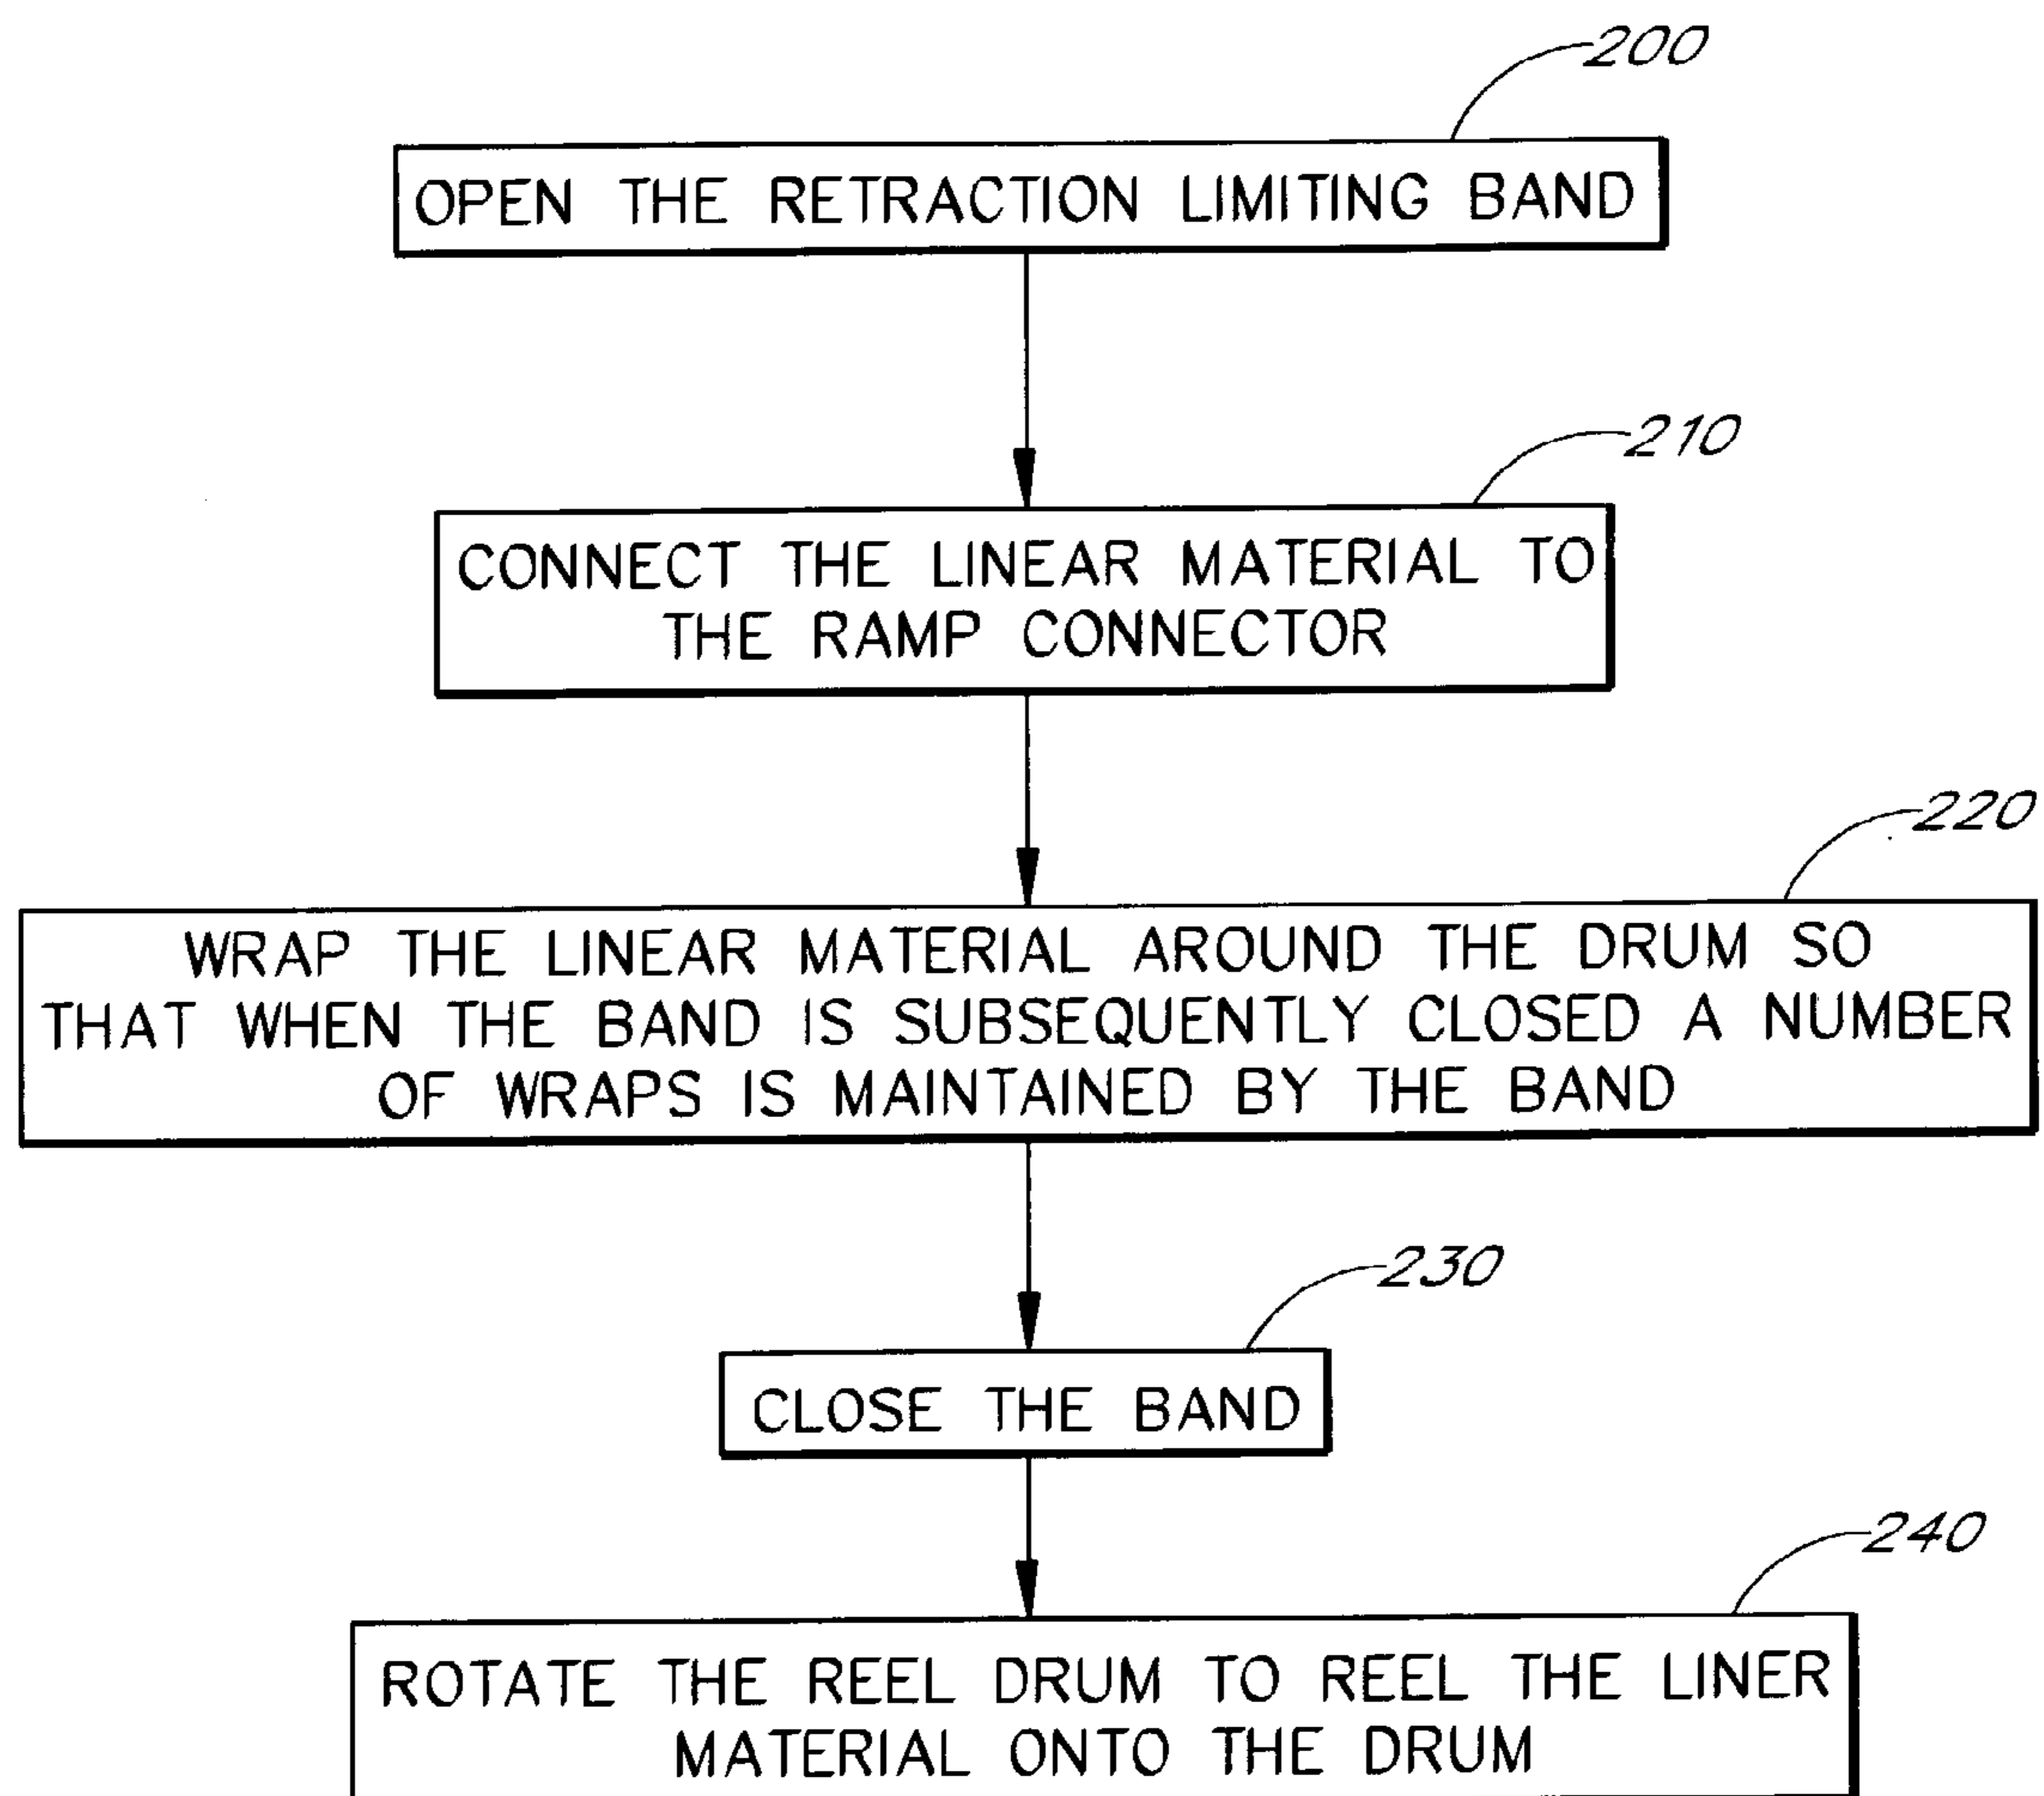 200
OPEN THE RETRACTION LIMITING BAND
210
CONNECT THE LINEAR MATERIAL TO
THE RAMP CONNECTOR
220
WRAP THE LINEAR MATERIAL AROUND THE DRUM SO
THAT WHEN THE BAND IS SUBSEQUENTLY CLOSED A NUMBER
OF WRAPS IS MAINTAINED BY THE BAND
230
CLOSE THE BAND
240
ROTATE THE REEL DRUM TO REEL THE LINER
MATERIAL ONTO THE DRUM